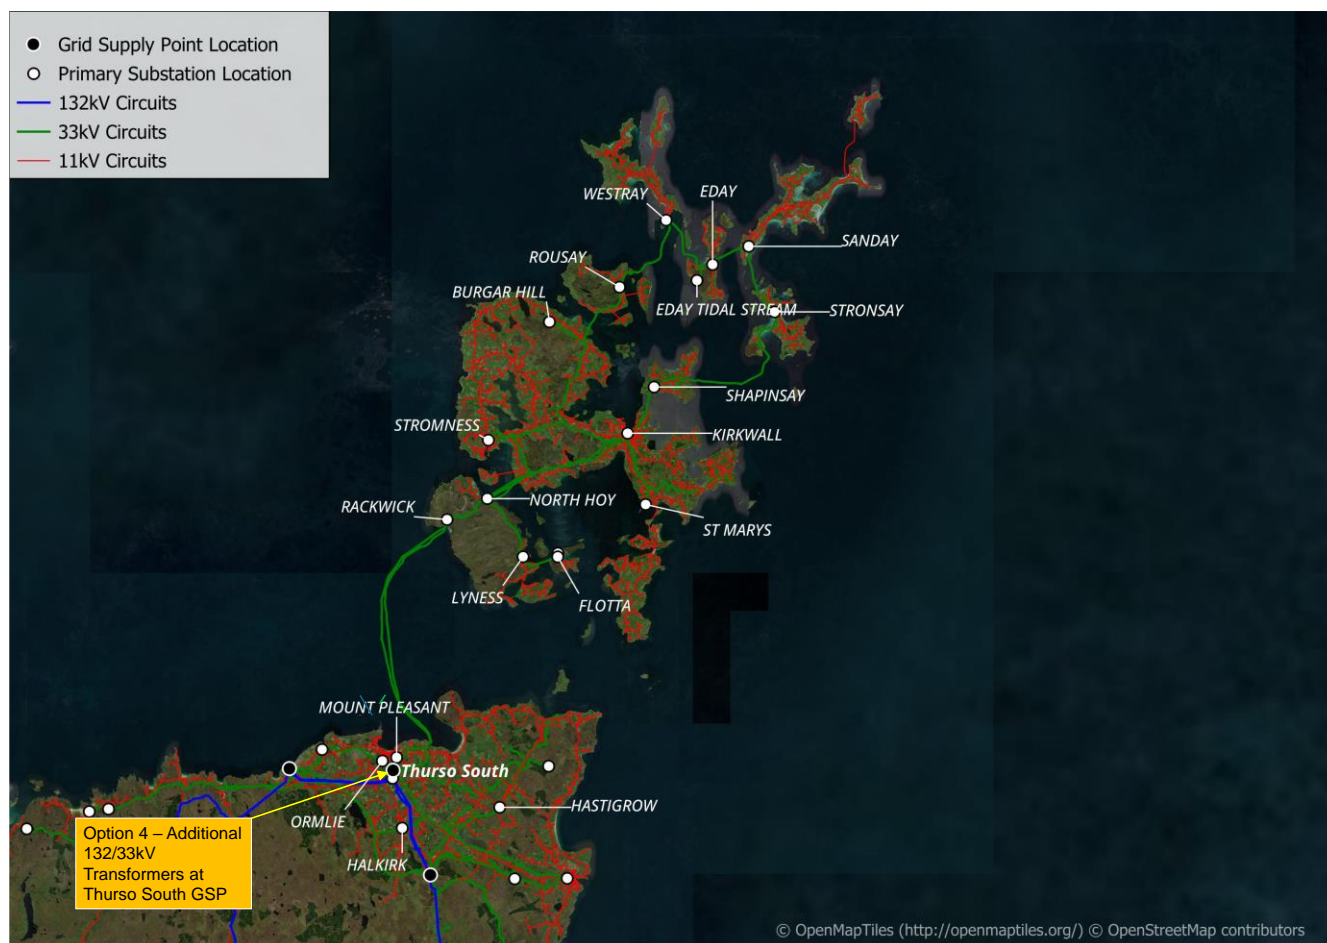 Grid Supply Point Location
Primary Substation Location
132kV Circuits
33kV Circuits
11kV Circuits
WESTRAY
EDAY
SANDAY
ROUSAY
BURGAR HILL
EDAY TIDAL STREAM
STRONSAY
SHAPINSAY
STROMNESS
KIRKWALL
RACKWICK
NORTH HOY
ST MARYS
LYNESS
FLOTTA
MOUNT PLEASANT
Thurso South
HASTIGROW
ORMLIE
HALKIRK
Option 4 – Additional
132/33kV
Transformers at
Thurso South GSP
© OpenMapTiles (http://openmaptiles.org/) © OpenStreetMap contributors